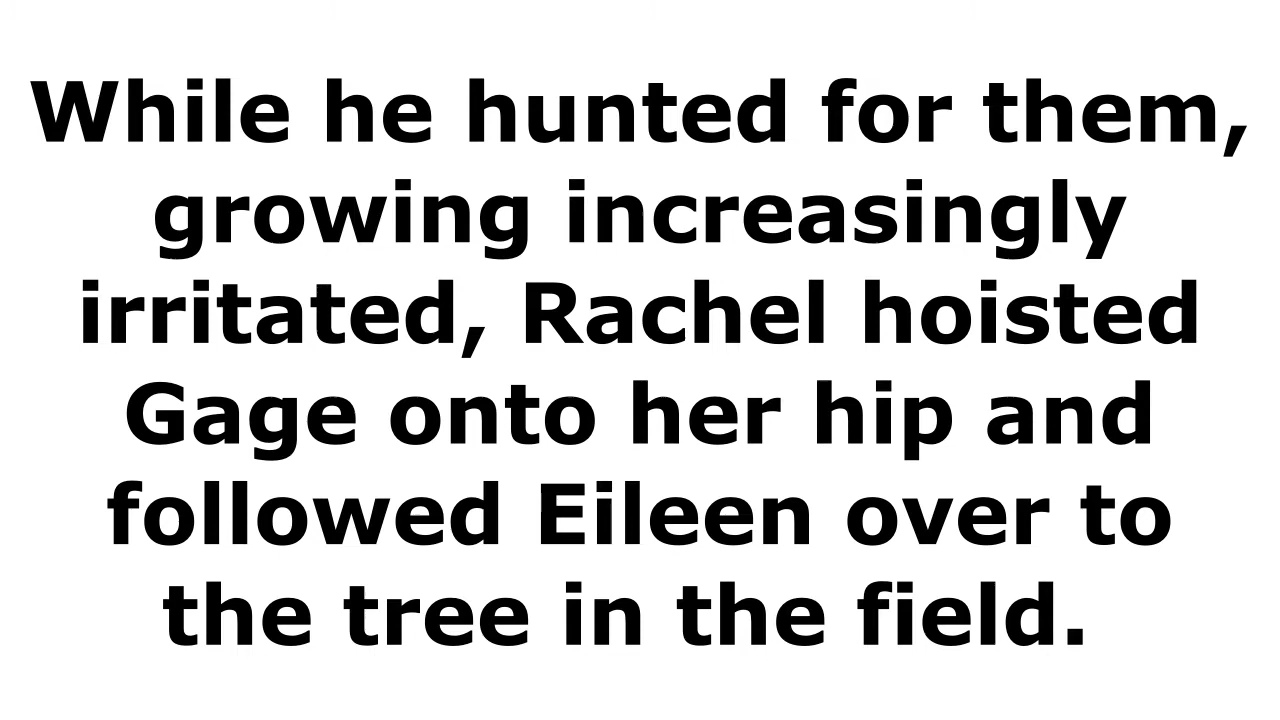 While he hunted for them,
growing increasingly
irritated, Rachel hoisted
Gage onto her hip and
followed Eileen over to
the tree in the field.